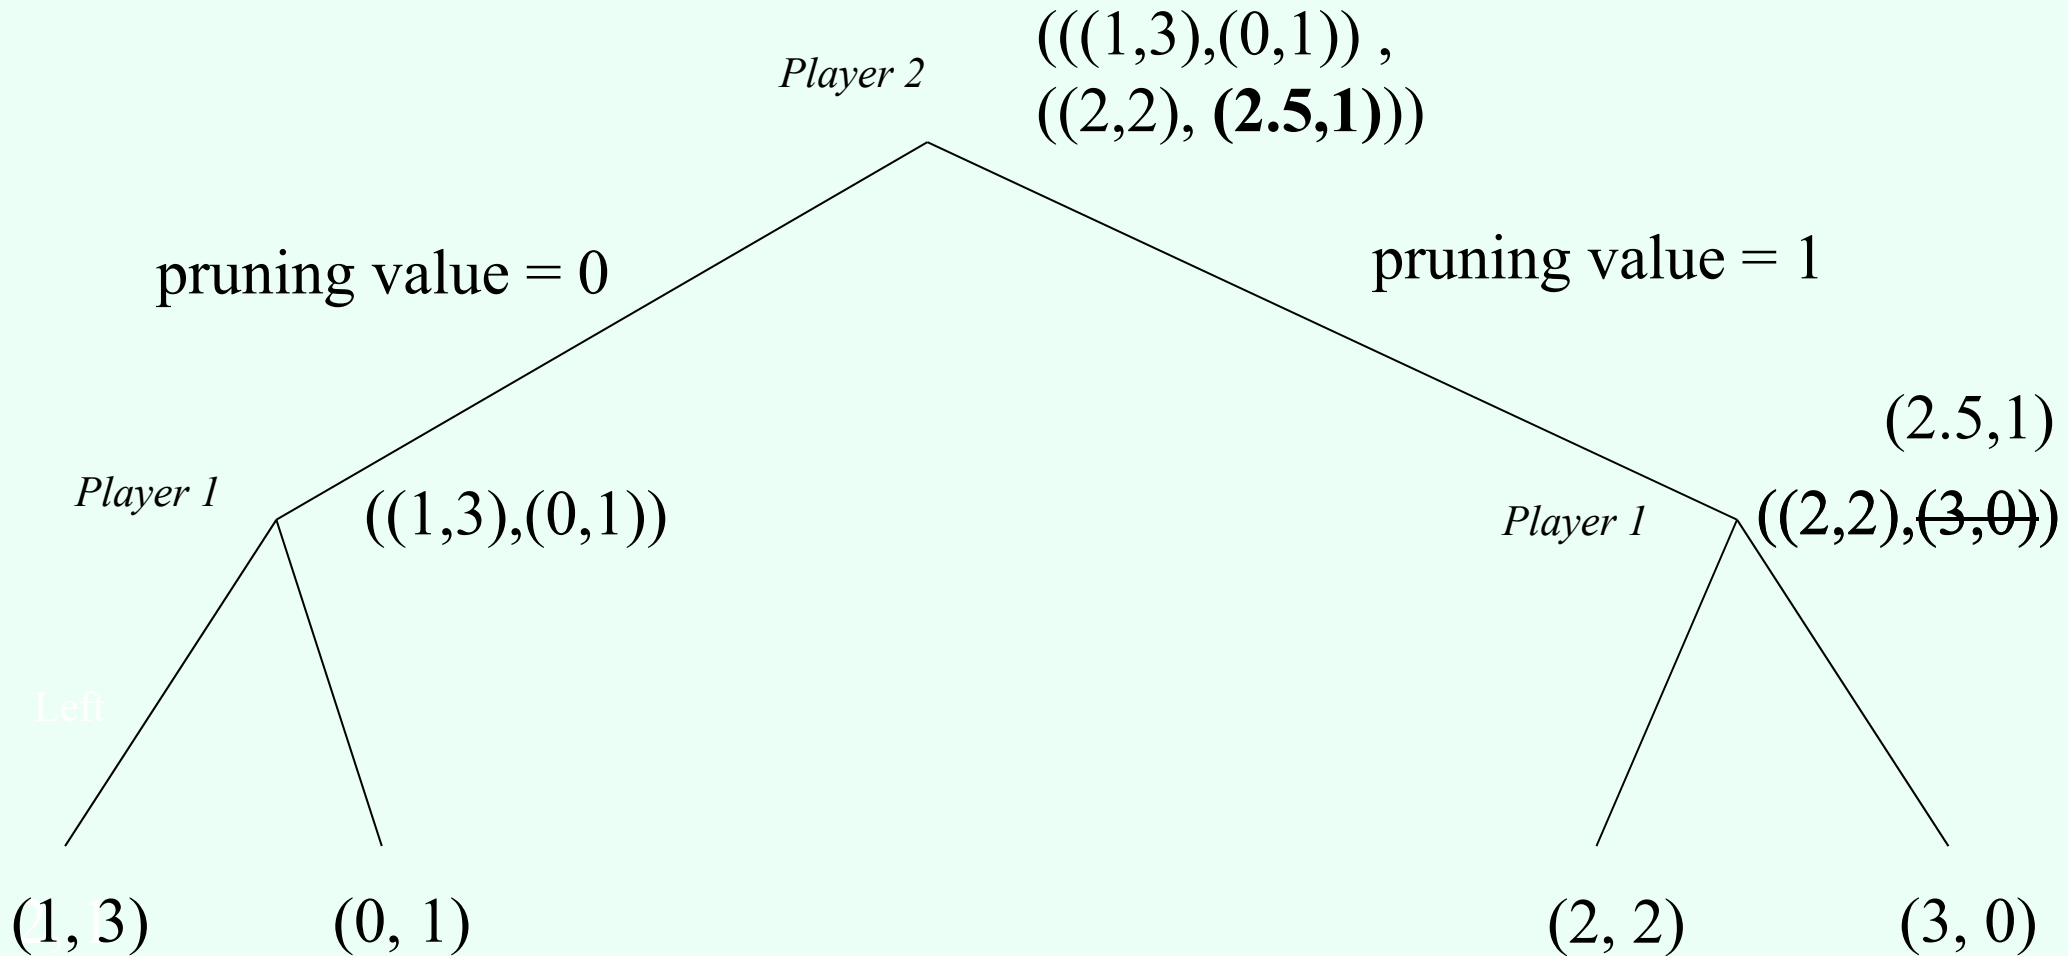 (((1,3),(0,1)) ,
Player 2
((2,2), (2.5,1)))
pruning value = 0
pruning value = 1
(2.5,1)
Player 1
((1,3),(0,1))
Player 1
((2,2),(3,0))
Left
(1, 3)
(0, 1)
(2, 2)
(3, 0)